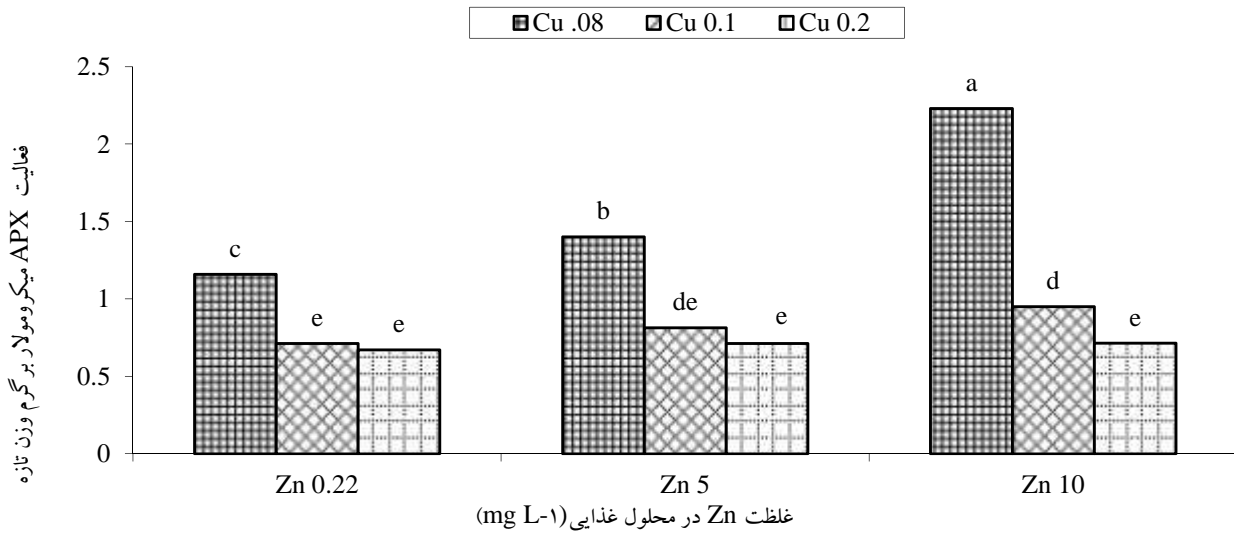 Cu .08 Cu 0.1 Cu 0.2
فعالیت APX میکرومولار بر گرم وزن تازه
2.5
2
1.5
1
0.5
0
c
e
e
b
de
e
a
d
e
Zn 0.22 Zn 5 Zn 10
غلظت Zn در محلول غذایی(mg L-۱)